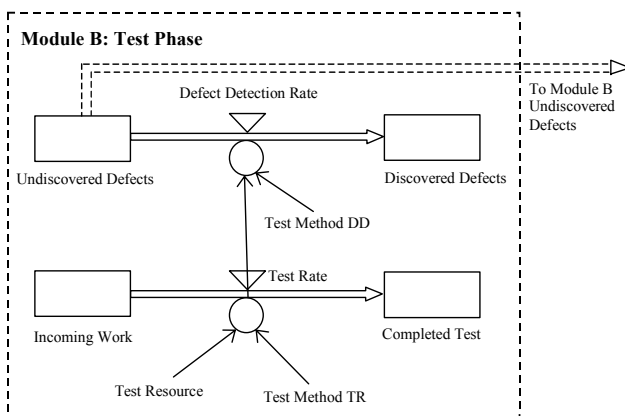 Module B: Test Phase
To Module B
Undiscovered
Defects
Defect Detection Rate
Undiscovered Defects
Discovered Defects
Test Method DD
Test Rate
Incoming Work
Completed Test
Test Resource
Test Method TR